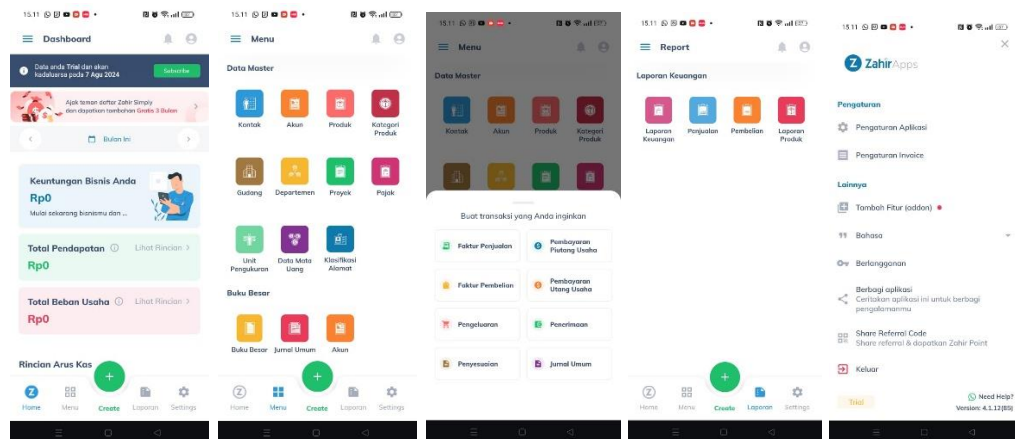 15.11
Dashboard
Data anda Trial dan akan
kadaluarsa pada 7 Agu 2024
Subscribe
Ajak teman daftar Zahir Simply
dan dapatkan tambahan Gratis 3 Bulan
Bulan Ini
Keuntungan Bisnis Anda
Rp0
Mulai sekarang bisnismu dan ...
Total Pendapatan
Lihat Rincian >
Rp0
Total Beban Usaha
Lihat Rincian >
Rp0
Rincian Arus Kas
Home
Menu
Create
Laporan
Settings
15.11
Menu
Data Master
Kontak
Akun
Produk
Kategori
Produk
Gudang
Departemen
Proyek
Pajak
Unit
Pengukuran
Data Mata
Uang
Klasifikasi
Alamat
Buku Besar
Buku Besar
Jurnal Umum
Akun
Home
Menu
Create
Laporan
Settings
15.11
Menu
Data Master
Kontak
Akun
Produk
Kategori
Produk
Buat transaksi yang Anda inginkan
Faktur Penjualan
Pembayaran
Piutang Usaha
Faktur Pembelian
Pembayaran
Utang Usaha
Pengeluaran
Penerimaan
Penyesuaian
Jurnal Umum
15.11
Report
Laporan Keuangan
Laporan
Keuangan
Penjualan
Pembelian
Laporan
Produk
Home
Menu
Create
Laporan
Settings
15.11
ZahirApps
Pengaturan
Pengaturan Aplikasi
Pengaturan Invoice
Lainnya
Tambah Fitur (addon)
Bahasa
Berlangganan
Berbagi aplikasi
Ceritakan aplikasi ini untuk berbagi
pengalamanmu
Share Referral Code
Share referral & dapatkan Zahir Point
Keluar
Trial
Need Help?
Version: 4.1.12(85)